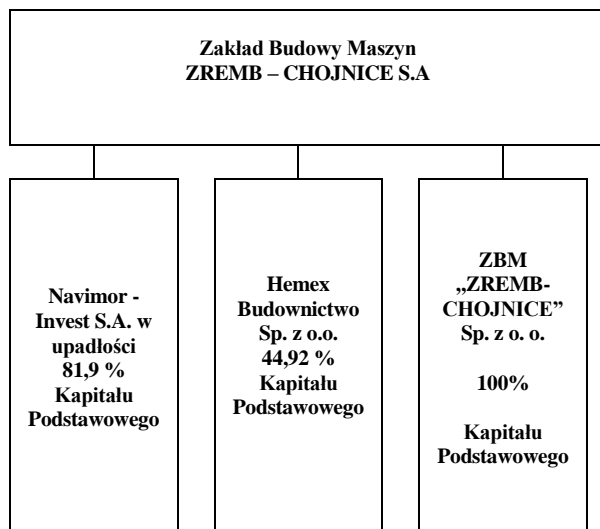 Zakład Budowy Maszyn
ZREMB – CHOJNICE S.A
Navimor -
Invest S.A. w
upadłości
81,9 %
Kapitału
Podstawowego
Hemex
Budownictwo
Sp. z o.o.
44,92 %
Kapitału
Podstawowego
ZBM
„ZREMB-
CHOJNICE”
Sp. z o. o.
100%
Kapitału
Podstawowego